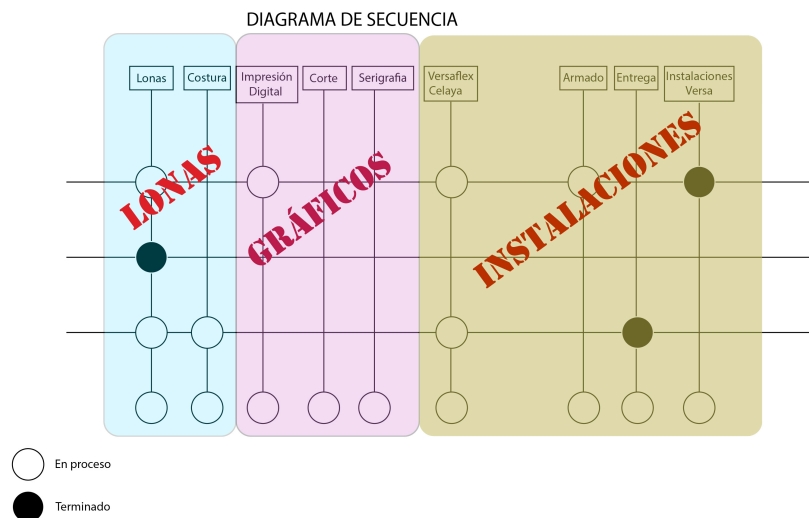 DIAGRAMA DE SECUENCIA
Lonas
Costura
Impresión
Digital
Corte
Serigrafia
Versaflex
Celaya
Armado
Entrega
Instalaciones
Versa
LONAS
GRÁFICOS
INSTALACIONES
En proceso
Terminado